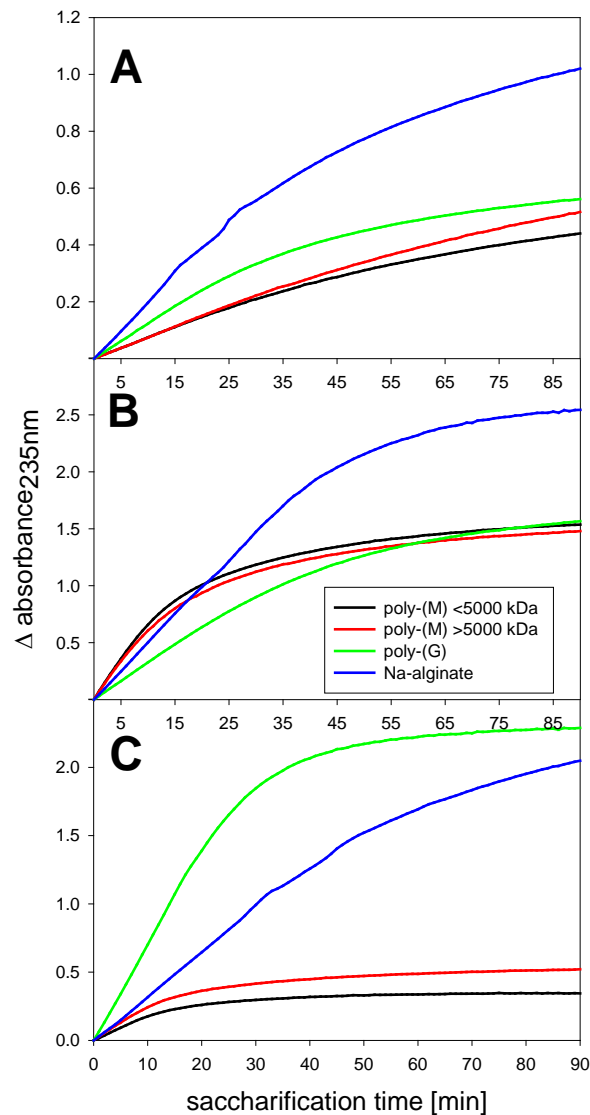 1.2
A
1.0
0.8
0.6
0.4
0.2
5 15 25 35 45 55 65 75 85
B
2.5
2.0
1.5
1.0
0.5
Δ absorbance235nm
poly-(M) <5000 kDa
poly-(M) >5000 kDa
poly-(G)
Na-alginate
5 15 25 35 45 55 65 75 85
C
2.0
1.5
1.0
0.5
0.0
0 10 20 30 40 50 60 70 80 90
saccharification time [min]